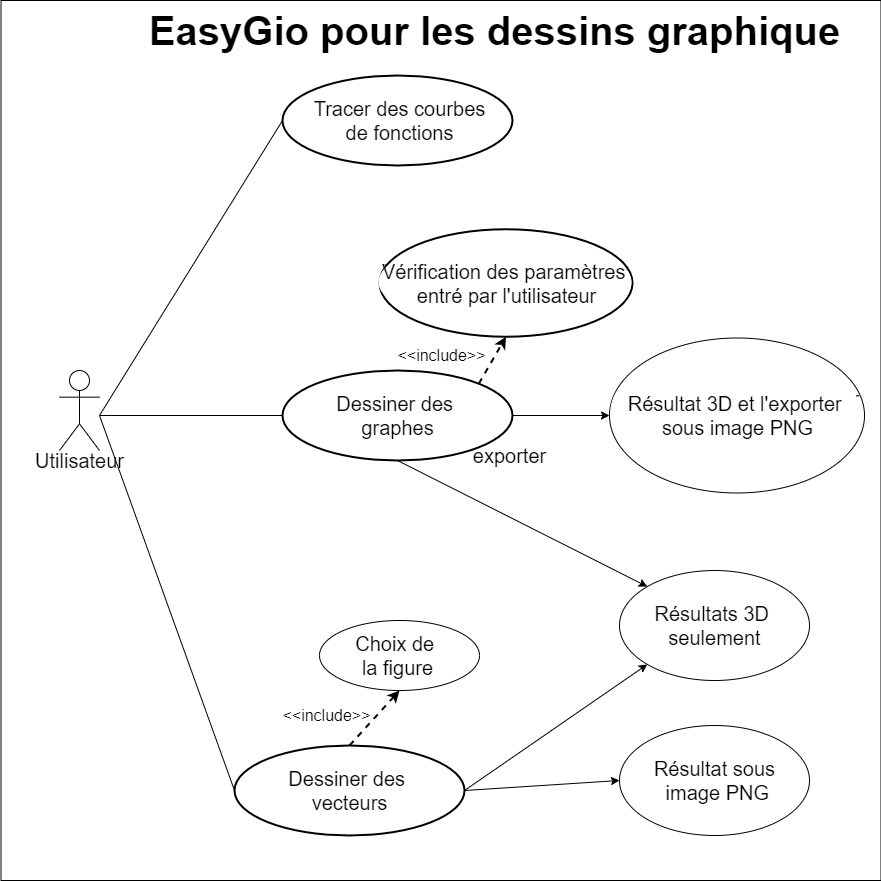 EasyGio pour les dessins graphique
Tracer des courbes
de fonctions
Vérification des paramètres
entré par l'utilisateur
<<include>>
Dessiner des
graphes
Résultat 3D et l'exporter
sous image PNG
exporter
Utilisateur
Résultats 3D
seulement
Choix de
la figure
<<include>>
Dessiner des
vecteurs
Résultat sous
image PNG